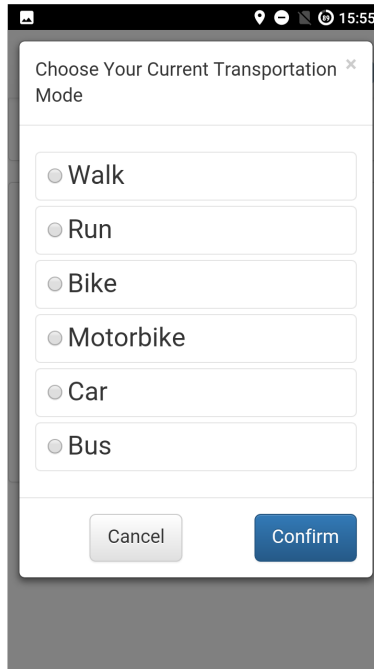 15:55
Choose Your Current Transportation ×
Mode
Walk
Run
Bike
Motorbike
Car
Bus
Cancel Confirm